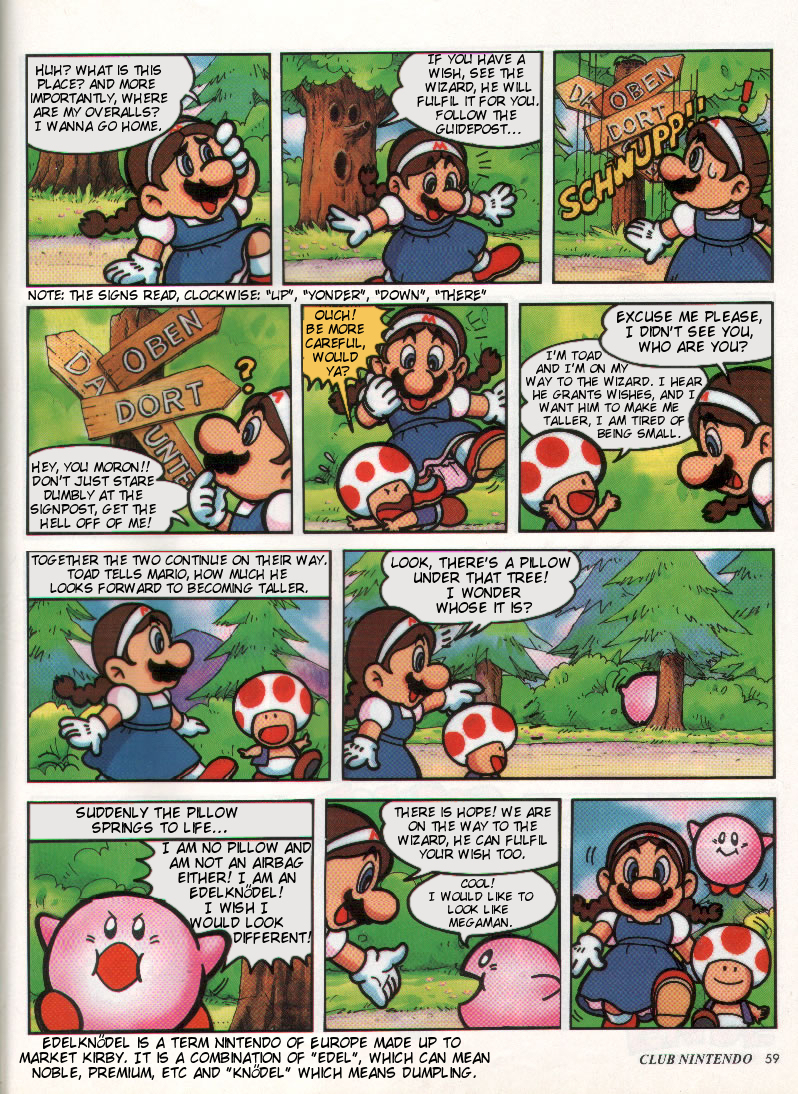 HUH? WHAT IS THIS
PLACE? AND MORE
IMPORTANTLY, WHERE
ARE MY OVERALLS?
I WANNA GO HOME.
IF YOU HAVE A
WISH, SEE THE
WIZARD, HE WILL
FULFIL IT FOR YOU.
FOLLOW THE
GUIDEPOST...
M
DA
OBEN
DORT
SCHWUPP!!
!
NOTE: THE SIGNS READ, CLOCKWISE: "UP", "YONDER", "DOWN", "THERE"
OBEN
DA
DORT
UNTE
?
HEY, YOU MORON!!
DON'T JUST STARE
DUMBLY AT THE
SIGNPOST, GET THE
HELL OFF OF ME!
OUCH!
BE MORE
CAREFUL,
WOULD
YA?
EXCUSE ME PLEASE,
I DIDN'T SEE YOU,
WHO ARE YOU?
I'M TOAD
AND I'M ON MY
WAY TO THE WIZARD. I HEAR
HE GRANTS WISHES, AND I
WANT HIM TO MAKE ME
TALLER, I AM TIRED OF
BEING SMALL.
TOGETHER THE TWO CONTINUE ON THEIR WAY.
TOAD TELLS MARIO, HOW MUCH HE
LOOKS FORWARD TO BECOMING TALLER.
LOOK, THERE'S A PILLOW
UNDER THAT TREE!
I WONDER
WHOSE IT IS?
SUDDENLY THE PILLOW
SPRINGS TO LIFE...
I AM NO PILLOW AND
AM NOT AN AIRBAG
EITHER! I AM AN
EDELKNÖDEL!
I WISH I
WOULD LOOK
DIFFERENT!
THERE IS HOPE! WE ARE
ON THE WAY TO THE
WIZARD, HE CAN FULFIL
YOUR WISH TOO.
COOL!
I WOULD LIKE TO
LOOK LIKE
MEGAMAN.
EDELKNÖDEL IS A TERM NINTENDO OF EUROPE MADE UP TO
MARKET KIRBY. IT IS A COMBINATION OF "EDEL", WHICH CAN MEAN
NOBLE, PREMIUM, ETC AND "KNÖDEL" WHICH MEANS DUMPLING.
CLUB NINTENDO 59